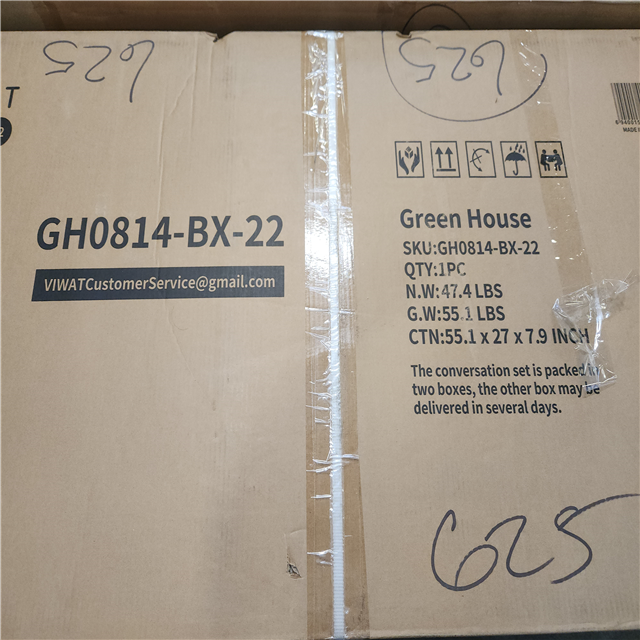 625
625
T
GH0814-BX-22
VIWATCustomerService@gmail.com
Green House
SKU:GH0814-BX-22
QTY:1PC
N.W:47.4 LBS
G.W:55.1 LBS
CTN:55.1 x 27 x 7.9 INCH
The conversation set is packed in
two boxes, the other box may be
delivered in several days.
MADE
625